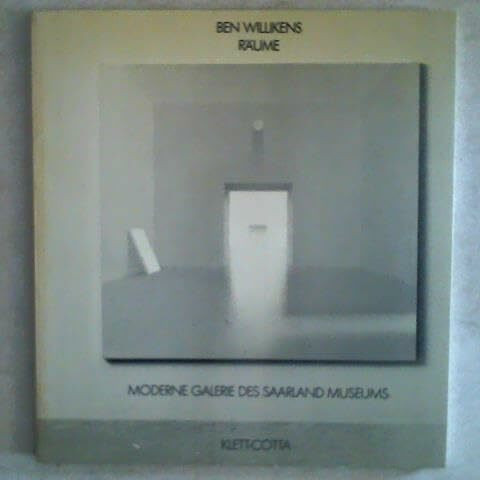 BEN WILLIKENS
RÄUME
MODERNE GALERIE DES SAARLAND MUSEUMS
KLETT-COTTA